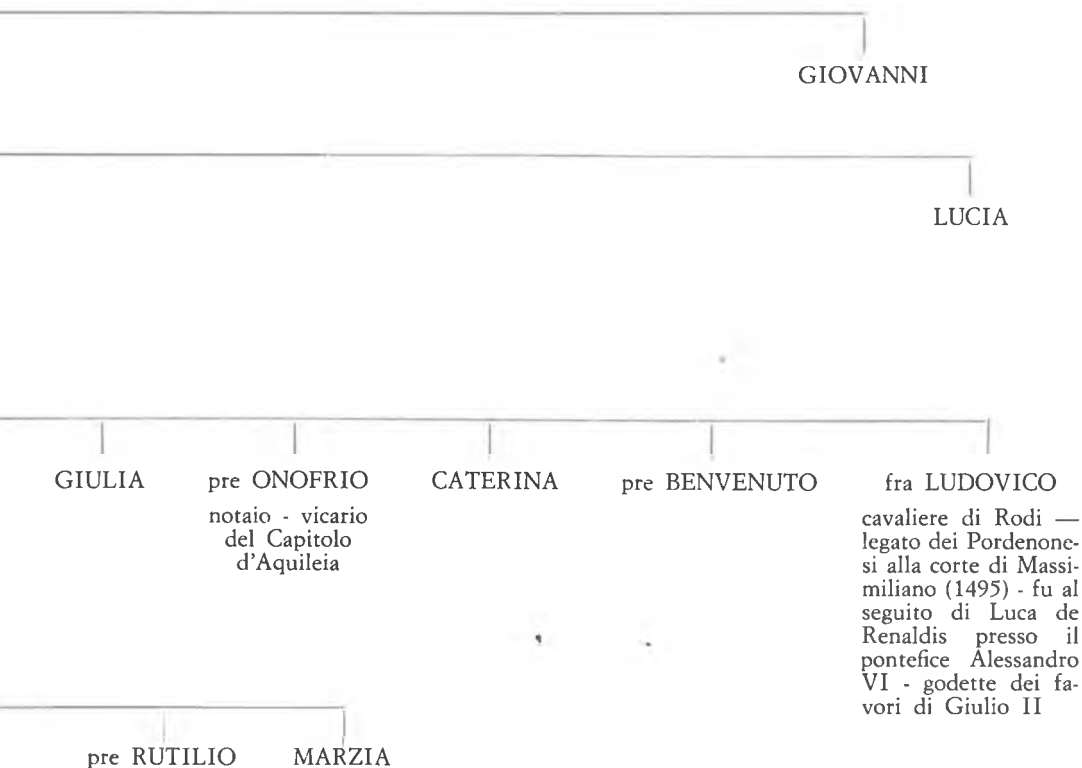 GIOVANNI
LUCIA
GIULIA
pre ONOFRIO
notaio - vicario
del Capitolo
d'Aquileia
CATERINA
pre BENVENUTO
fra LUDOVICO
cavaliere di Rodi —
legato dei Pordenone-
si alla corte di Massi-
miliano (1495) - fu al
seguito di Luca de
Renaldis presso il
pontefice Alessandro
VI - godette dei fa-
vori di Giulio II
pre RUTILIO
MARZIA